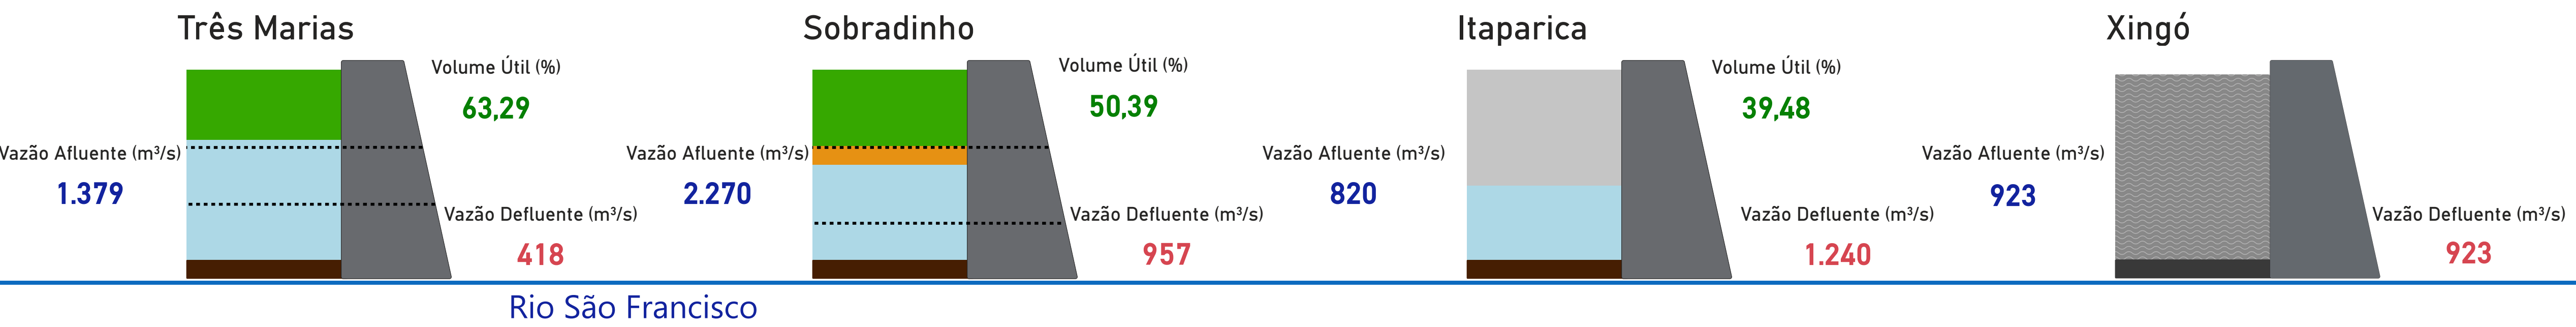 Três Marias
Volume Útil (%)
63,29
Vazão Afluente (m³/s)
1.379
Vazão Defluente (m³/s)
418
Sobradinho
Volume Útil (%)
50,39
Vazão Afluente (m³/s)
2.270
Vazão Defluente (m³/s)
957
Itaparica
Volume Útil (%)
39,48
Vazão Afluente (m³/s)
820
Vazão Defluente (m³/s)
1.240
Xingó
Vazão Afluente (m³/s)
923
Vazão Defluente (m³/s)
923
Rio São Francisco